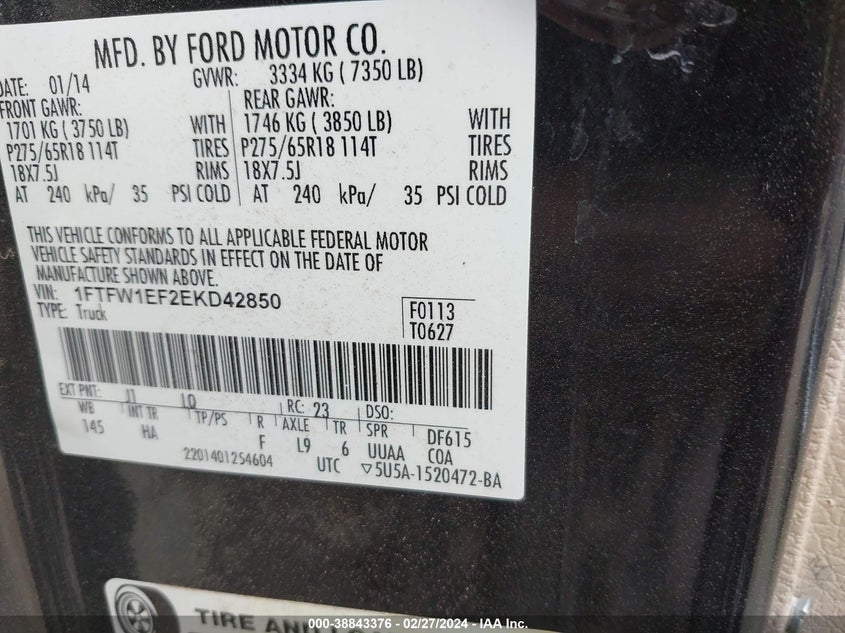 MFD. BY FORD MOTOR CO.
DATE: 01/14 GVWR: 3334 KG ( 7350 LB)
FRONT GAWR: REAR GAWR:
1701 KG ( 3750 LB) WITH 1746 KG ( 3850 LB) WITH
P275/65R18 114T TIRES P275/65R18 114T TIRES
18X7.5J RIMS 18X7.5J RIMS
AT 240 kPa/ 35 PSI COLD AT 240 kPa/ 35 PSI COLD
THIS VEHICLE CONFORMS TO ALL APPLICABLE FEDERAL MOTOR
VEHICLE SAFETY STANDARDS IN EFFECT ON THE DATE OF
MANUFACTURE SHOWN ABOVE.
VIN: 1FTFW1EF2EKD42850 F0113
TYPE: Truck T0627
EXT PNT: J1 LQ RC: 23 DSO:
WB INT TR TP/PS R AXLE TR SPR DF615
145 HA F L9 6 UUAA COA
2201401254604 UTC ▽5U5A-1520472-BA
TIRE AND
000-38843376 - 02/27/2024 - IAA Inc.